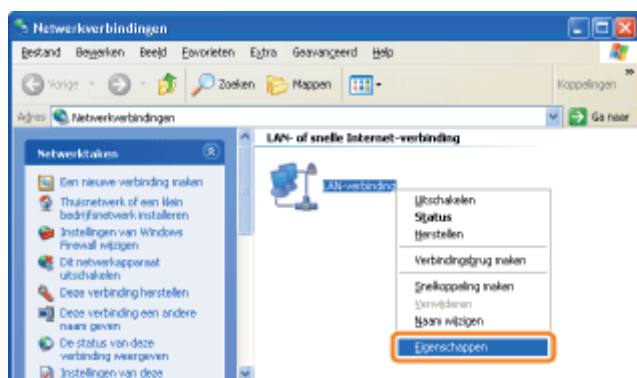 Netwerkverbindingen
Bestand Bewerken Beeld Favorieten Extra Geavanceerd Help
Vorige Zoeken Mappen Koppelingen
Adres Netwerkverbindingen Ga naar
Netwerktaken
Een nieuwe verbinding maken
Thuisnetwerk of een klein
bedrijfsnetwerk installeren
Instellingen van Windows
Firewall wijzigen
Dit netwerkapparaat
uitschakelen
Deze verbinding herstellen
Deze verbinding een andere
naam geven
De status van deze
verbinding weergeven
Instellingen van deze
LAN- of snelle Internet-verbinding
LAN-verbinding
Uitschakelen
Status
Herstellen
Verbindingsbrug maken
Snelkoppeling maken
Verwijderen
Naam wijzigen
Eigenschappen